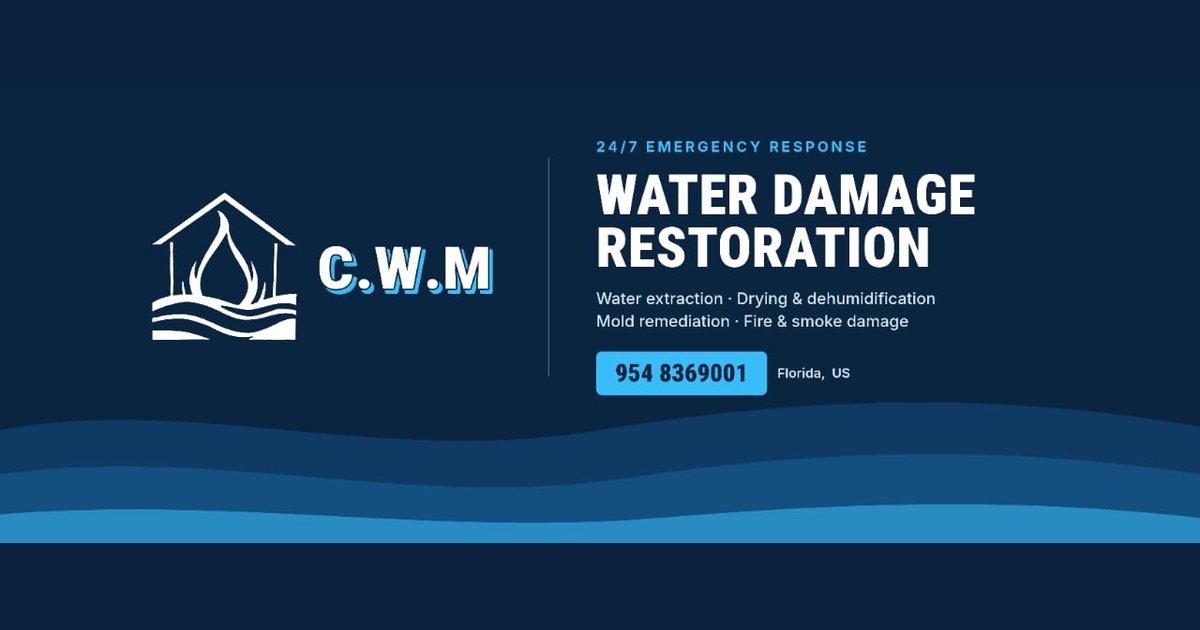 C.W.M
24/7 EMERGENCY RESPONSE
WATER DAMAGE
RESTORATION
Water extraction · Drying & dehumidification
Mold remediation · Fire & smoke damage
954 8369001
Florida, US